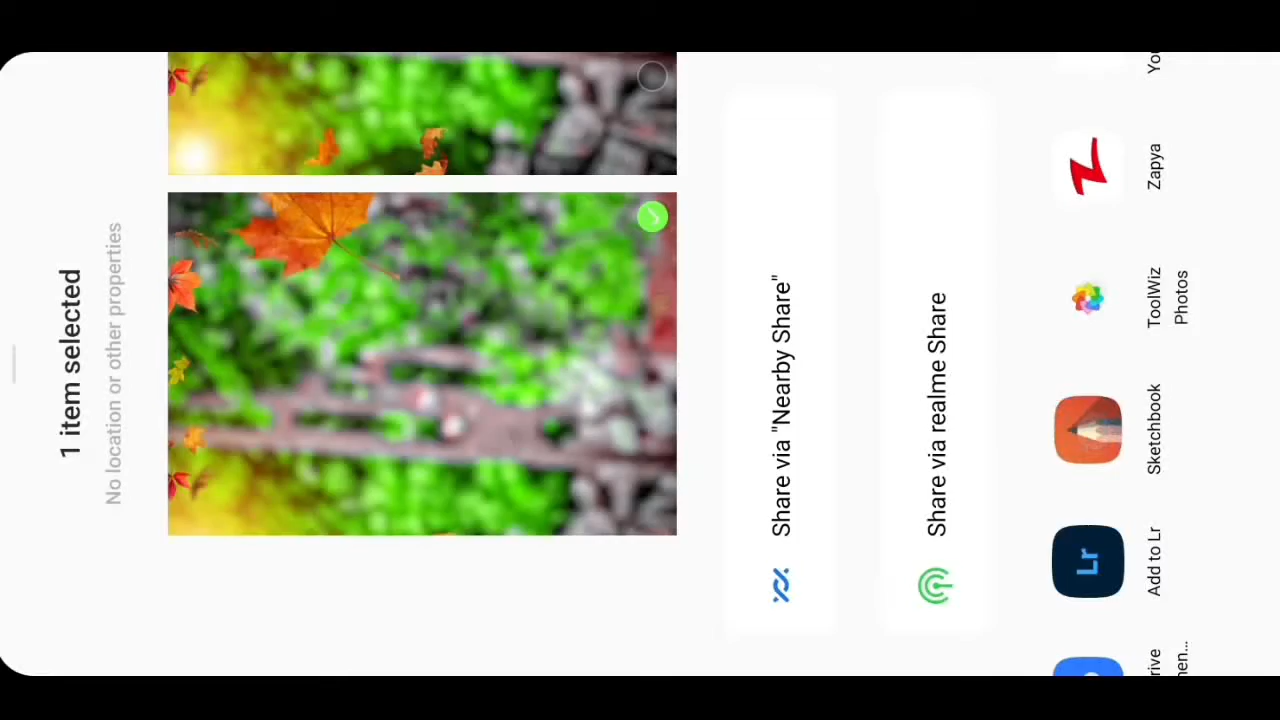 1 item selected
No location or other properties
Share via "Nearby Share"
Share via realme Share
Lr
Add to Lr
Sketchbook
ToolWiz
Photos
Zapya